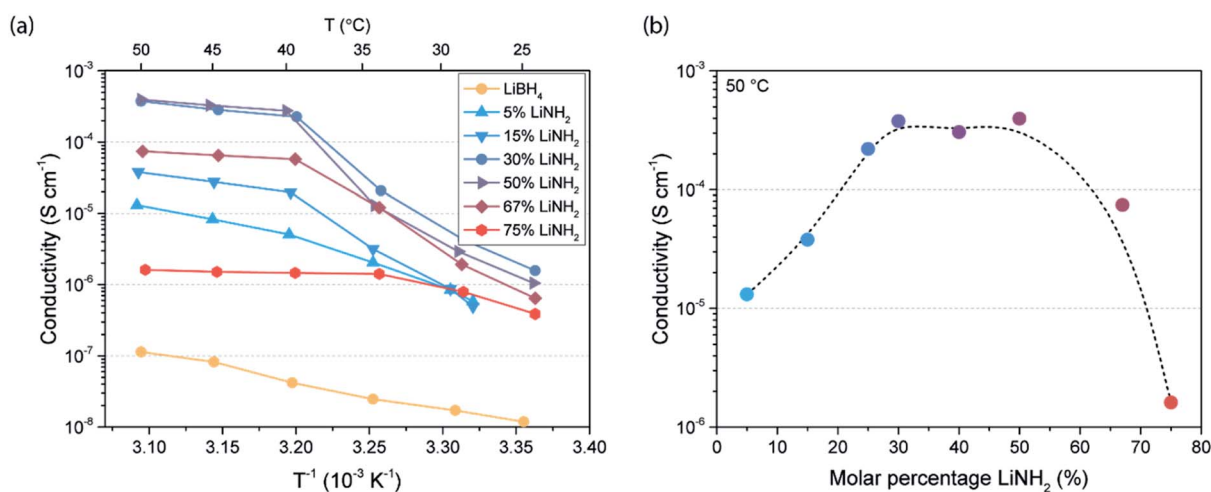 (a)
T (°C)
50 45 40 35 30 25
Conductivity (S cm⁻¹)
10⁻³
10⁻⁴
10⁻⁵
10⁻⁶
10⁻⁷
10⁻⁸
LiBH₄
5% LiNH₂
15% LiNH₂
30% LiNH₂
50% LiNH₂
67% LiNH₂
75% LiNH₂
3.10 3.15 3.20 3.25 3.30 3.35 3.40
T⁻¹ (10⁻³ K⁻¹)
(b)
50 °C
Conductivity (S cm⁻¹)
10⁻³
10⁻⁴
10⁻⁵
10⁻⁶
0 10 20 30 40 50 60 70 80
Molar percentage LiNH₂ (%)